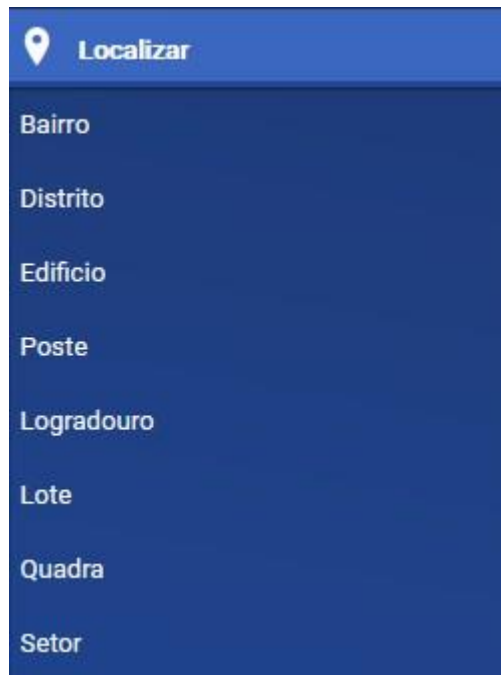 Localizar
Bairro
Distrito
Edificio
Poste
Logradouro
Lote
Quadra
Setor